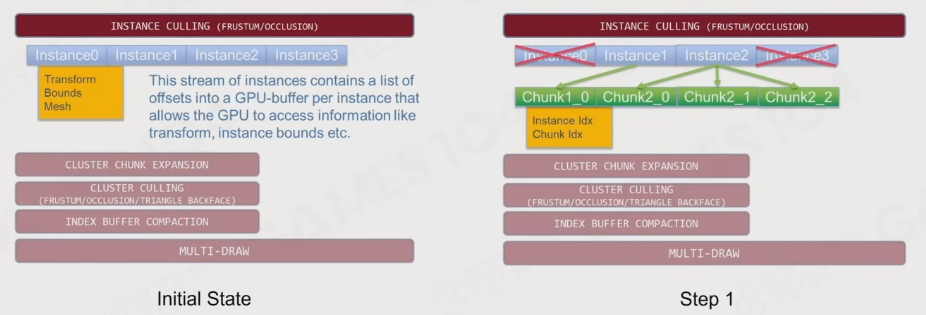 INSTANCE CULLING (FRUSTUM/OCCLUSION)
Instance0 Instance1 Instance2 Instance3
Transform
Bounds
Mesh
This stream of instances contains a list of
offsets into a GPU-buffer per instance that
allows the GPU to access information like
transform, instance bounds etc.
CLUSTER CHUNK EXPANSION
CLUSTER CULLING
(FRUSTUM/OCCLUSION/TRIANGLE BACKFACE)
INDEX BUFFER COMPACTION
MULTI-DRAW
Initial State
INSTANCE CULLING (FRUSTUM/OCCLUSION)
Instance0 Instance1 Instance2 Instance3
Chunk1_0 Chunk2_0 Chunk2_1 Chunk2_2
Instance Idx
Chunk Idx
CLUSTER CHUNK EXPANSION
CLUSTER CULLING
(FRUSTUM/OCCLUSION/TRIANGLE BACKFACE)
INDEX BUFFER COMPACTION
MULTI-DRAW
Step 1